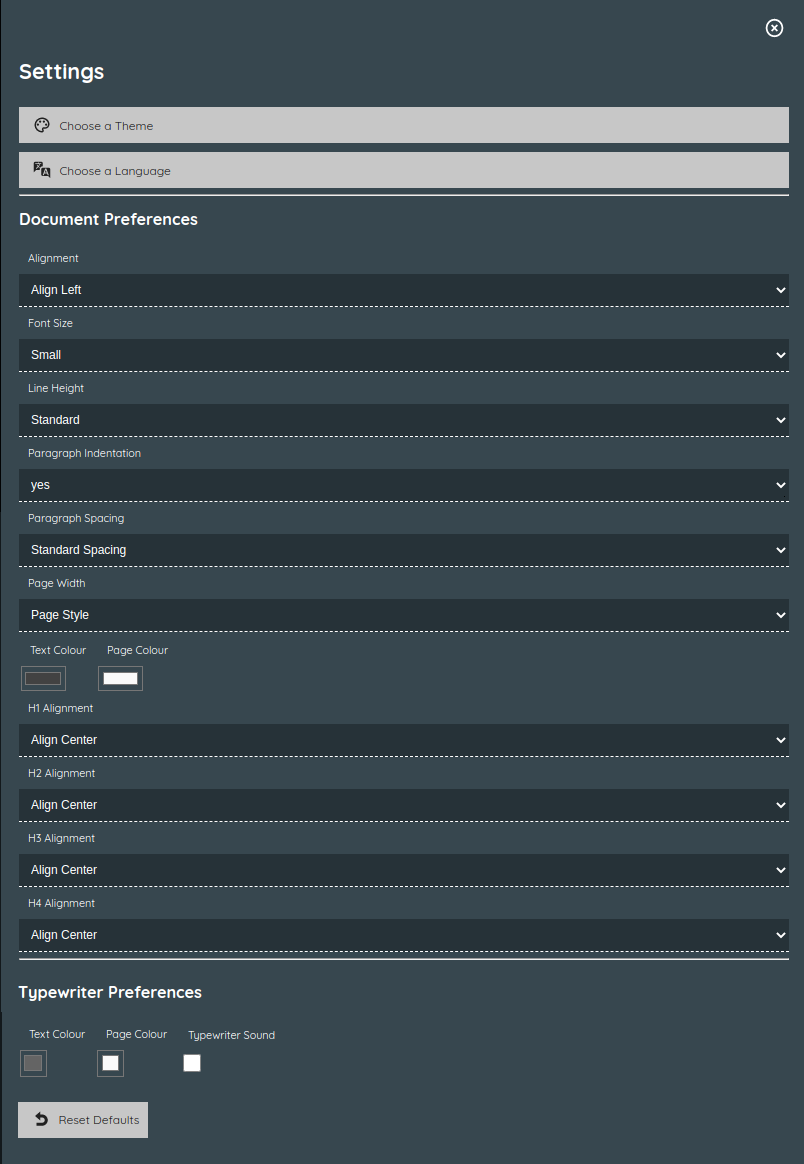 Settings
Choose a Theme
Choose a Language
Document Preferences
Alignment
Align Left
Font Size
Small
Line Height
Standard
Paragraph Indentation
yes
Paragraph Spacing
Standard Spacing
Page Width
Page Style
Text Colour Page Colour
H1 Alignment
Align Center
H2 Alignment
Align Center
H3 Alignment
Align Center
H4 Alignment
Align Center
Typewriter Preferences
Text Colour Page Colour Typewriter Sound
Reset Defaults